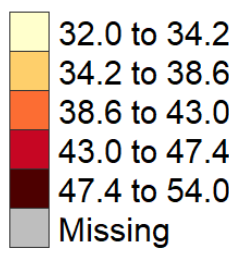 32.0 to 34.2
34.2 to 38.6
38.6 to 43.0
43.0 to 47.4
47.4 to 54.0
Missing